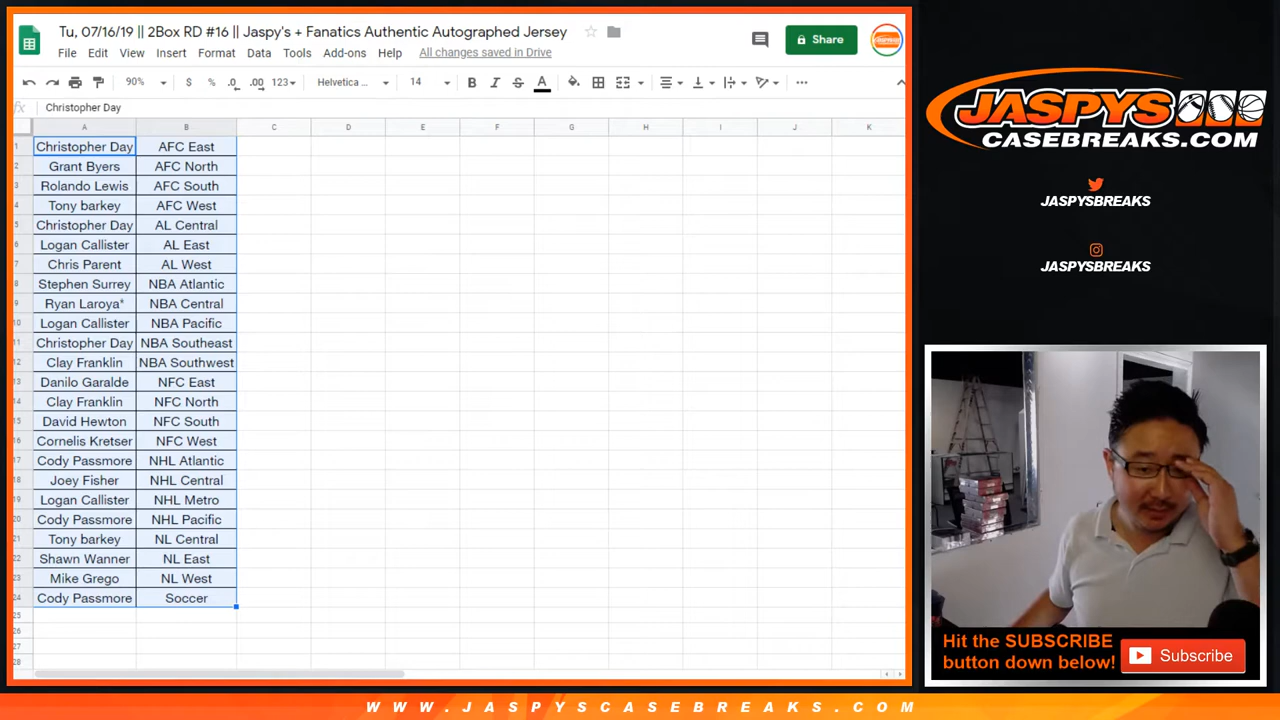 Tu, 07/16/19 || 2Box RD #16 || Jaspy's + Fanatics Authentic Autographed Jersey
File Edit View Format Data Tools Add-ons Help All changes saved in Drive
Share
90% $ % .0 .00 123 Helvetica ... 14 B I S A
fx Christopher Day
A B C D E F G H I J K
1 Christopher Day AFC East
2 Grant Byers AFC North
3 Rolando Lewis AFC South
4 Tony barkey AFC West
5 Christopher Day AL Central
6 Logan Callister AL East
7 Chris Parent AL West
8 Stephen Surrey NBA Atlantic
9 Ryan Laroya* NBA Central
10 Logan Callister NBA Pacific
11 Christopher Day NBA Southeast
12 Clay Franklin NBA Southwest
13 Danilo Garalde NFC East
14 Clay Franklin NFC North
15 David Hewton NFC South
16 Cornelis Kretser NFC West
17 Cody Passmore NHL Atlantic
18 Joey Fisher NHL Central
19 Logan Callister NHL Metro
20 Cody Passmore NHL Pacific
21 Tony barkey NL Central
22 Shawn Wanner NL East
23 Mike Grego NL West
24 Cody Passmore Soccer
25
26
27
28
JASPYS
CASEBREAKS.COM
JASPYSBREAKS
JASPYSBREAKS
Hit the SUBSCRIBE
button down below!
Subscribe
WWW.JASPYSCASEBREAKS.COM